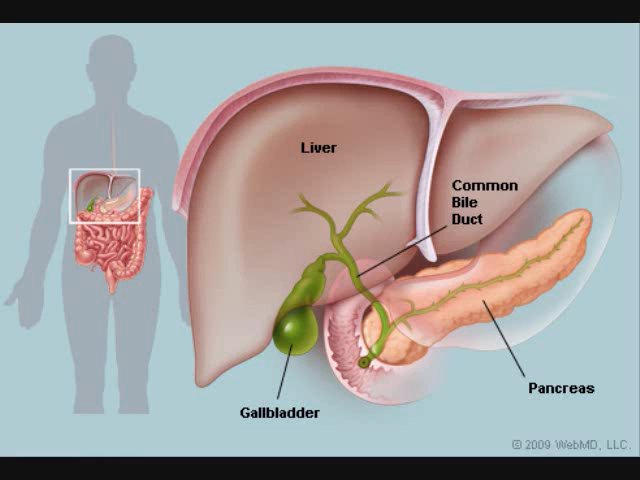 Liver
Common
Bile
Duct
Pancreas
Gallbladder
© 2009 WebMD, LLC.